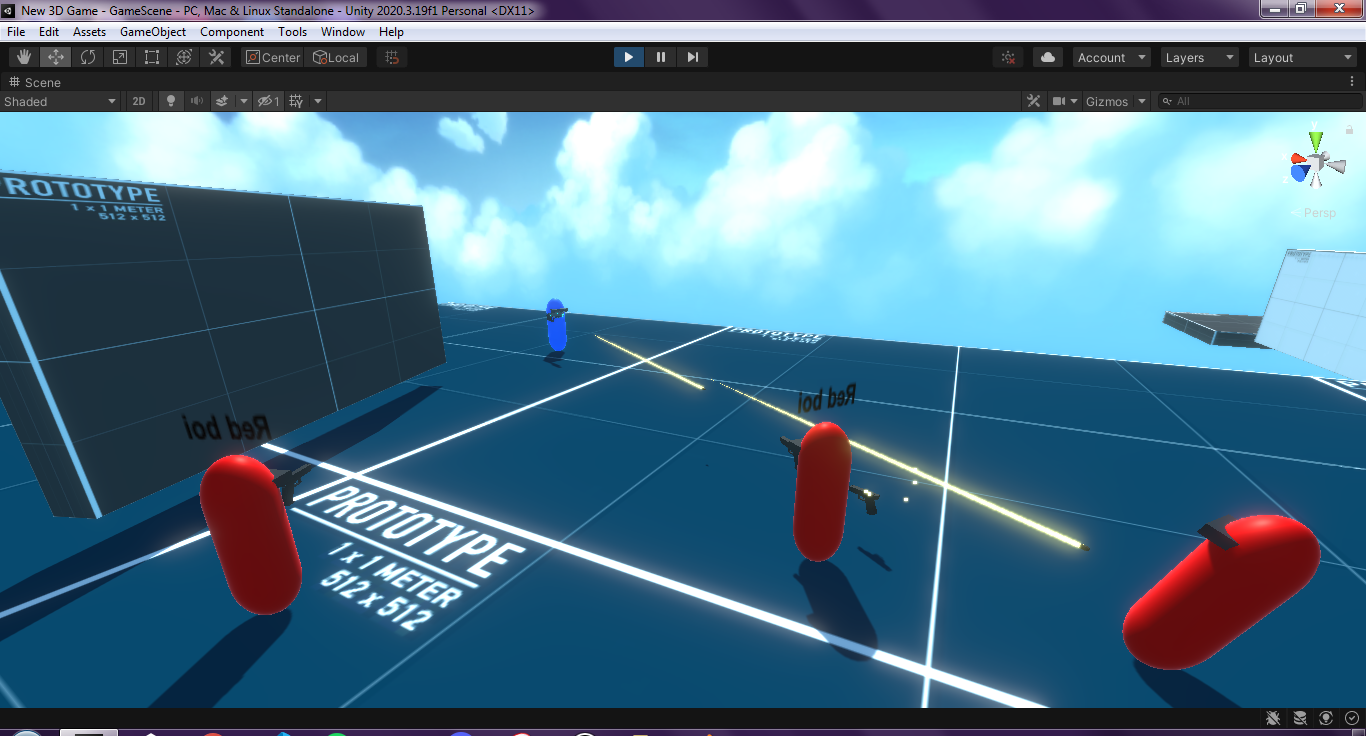 New 3D Game - GameScene - PC, Mac & Linux Standalone - Unity 2020.3.19f1 Personal <DX11>
File Edit Assets GameObject Component Tools Window Help
Center Local Account Layers Layout
Scene
Shaded 2D 1 Gizmos All
Y
Persp
PROTOTYPE
1 x 1 METER
512 x 512
PROTOTYPE
Red boi
Red boi
PROTOTYPE
1 x 1 METER
512 x 512